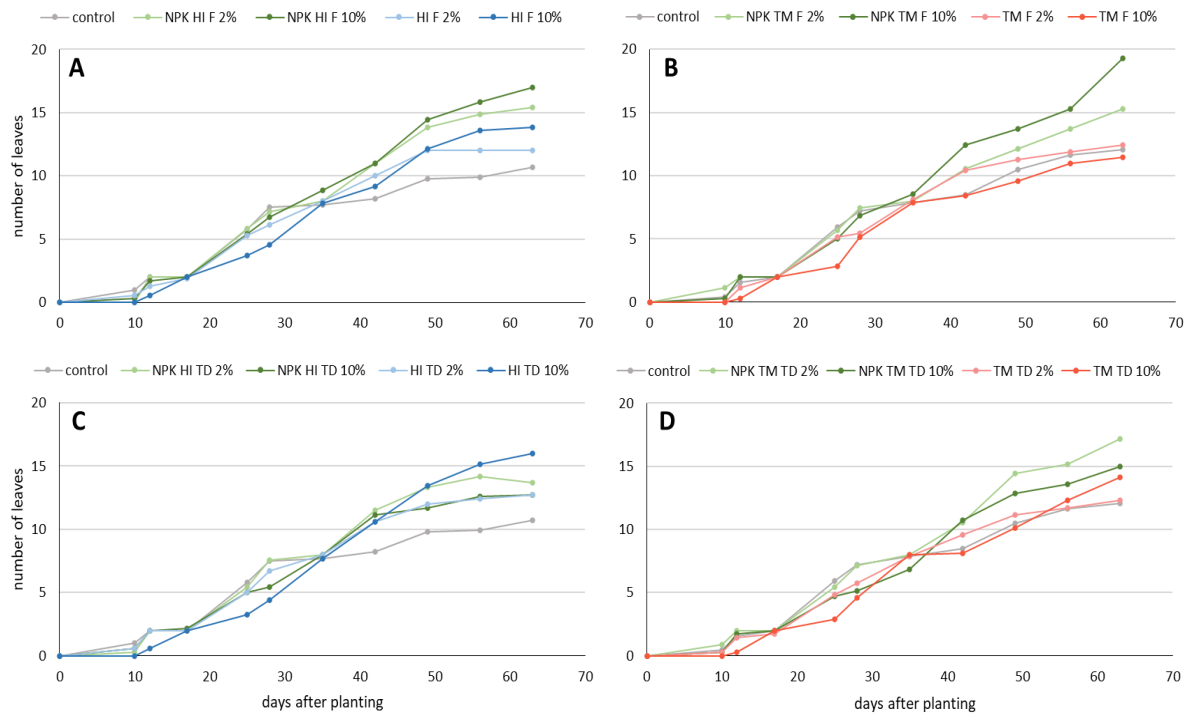 control NPK HI F 2% NPK HI F 10% HI F 2% HI F 10%
A
number of leaves
20
15
10
5
0
0 10 20 30 40 50 60 70
control NPK TM F 2% NPK TM F 10% TM F 2% TM F 10%
B
20
15
10
5
0
0 10 20 30 40 50 60 70
control NPK HI TD 2% NPK HI TD 10% HI TD 2% HI TD 10%
C
number of leaves
20
15
10
5
0
0 10 20 30 40 50 60 70
days after planting
control NPK TM TD 2% NPK TM TD 10% TM TD 2% TM TD 10%
D
20
15
10
5
0
0 10 20 30 40 50 60 70
days after planting